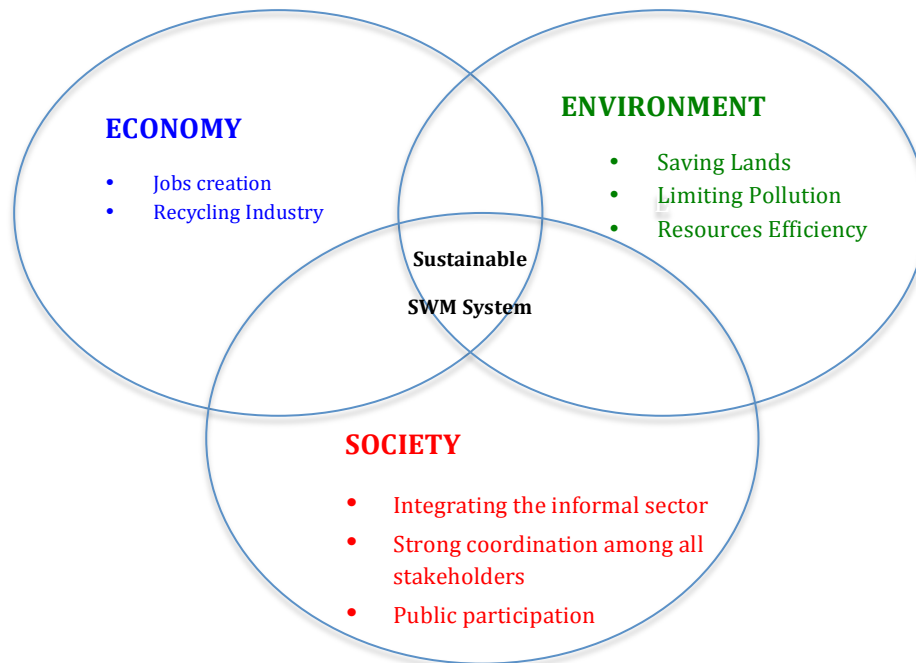 ECONOMY
• Jobs creation
• Recycling Industry
ENVIRONMENT
• Saving Lands
• Limiting Pollution
• Resources Efficiency
Sustainable
SWM System
SOCIETY
• Integrating the informal sector
• Strong coordination among all
stakeholders
• Public participation